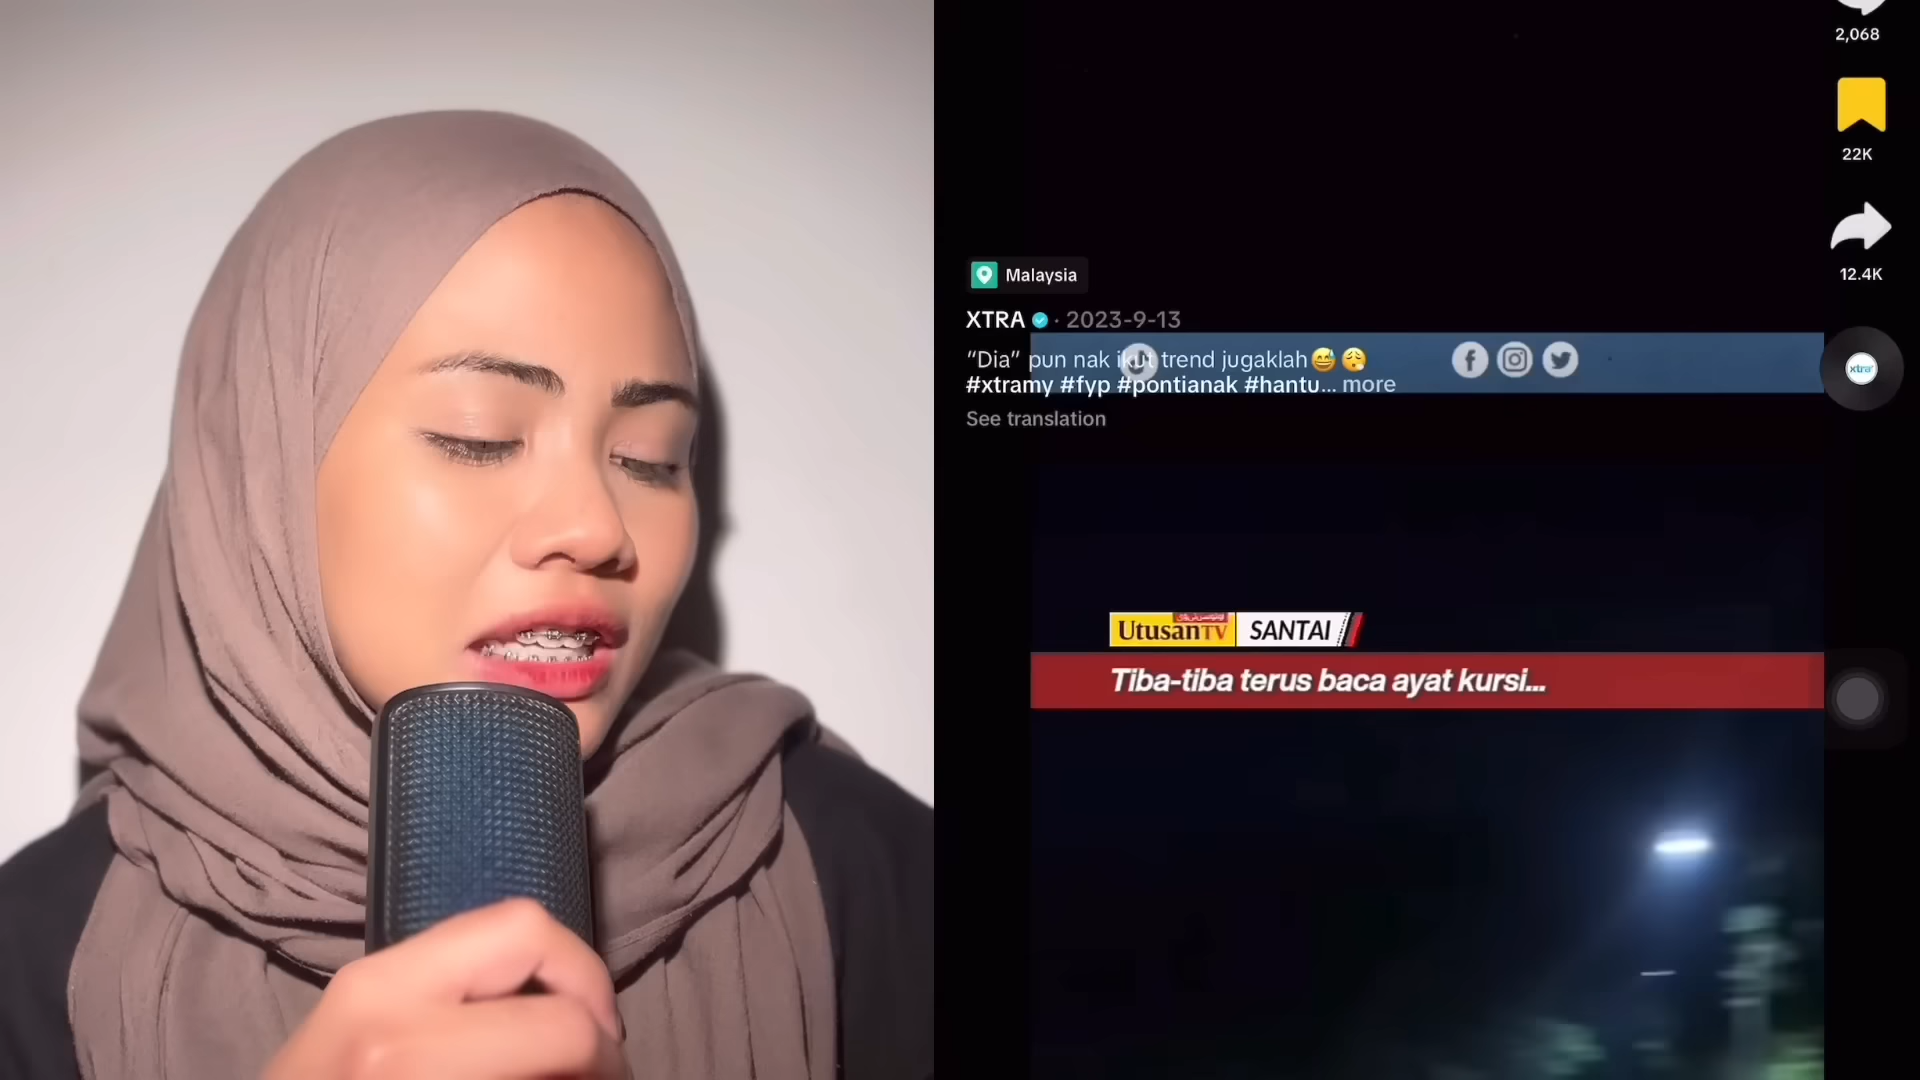 2,068
22K
12.4K
Malaysia
XTRA · 2023-9-13
“Dia” pun nak ikut trend jugaklah😅😮‍💨
#xtramy #fyp #pontianak #hantu... more
See translation
xtra
UtusanTV SANTAI
Tiba-tiba terus baca ayat kursi...